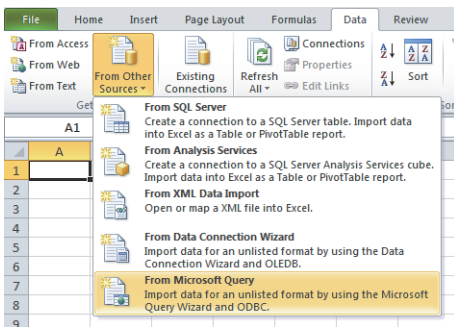 File Home Insert Page Layout Formulas Data Review
From Access
From Web
From Text
From Other Sources
Existing Connections
Refresh All
Connections
Properties
Edit Links
Sort
A1
A
From SQL Server
Create a connection to a SQL Server table. Import data
into Excel as a Table or PivotTable report.
From Analysis Services
Create a connection to a SQL Server Analysis Services cube.
Import data into Excel as a Table or PivotTable report.
From XML Data Import
Open or map a XML file into Excel.
From Data Connection Wizard
Import data for an unlisted format by using the Data
Connection Wizard and OLEDB.
From Microsoft Query
Import data for an unlisted format by using the Microsoft
Query Wizard and ODBC.
1
2
3
4
5
6
7
8
9